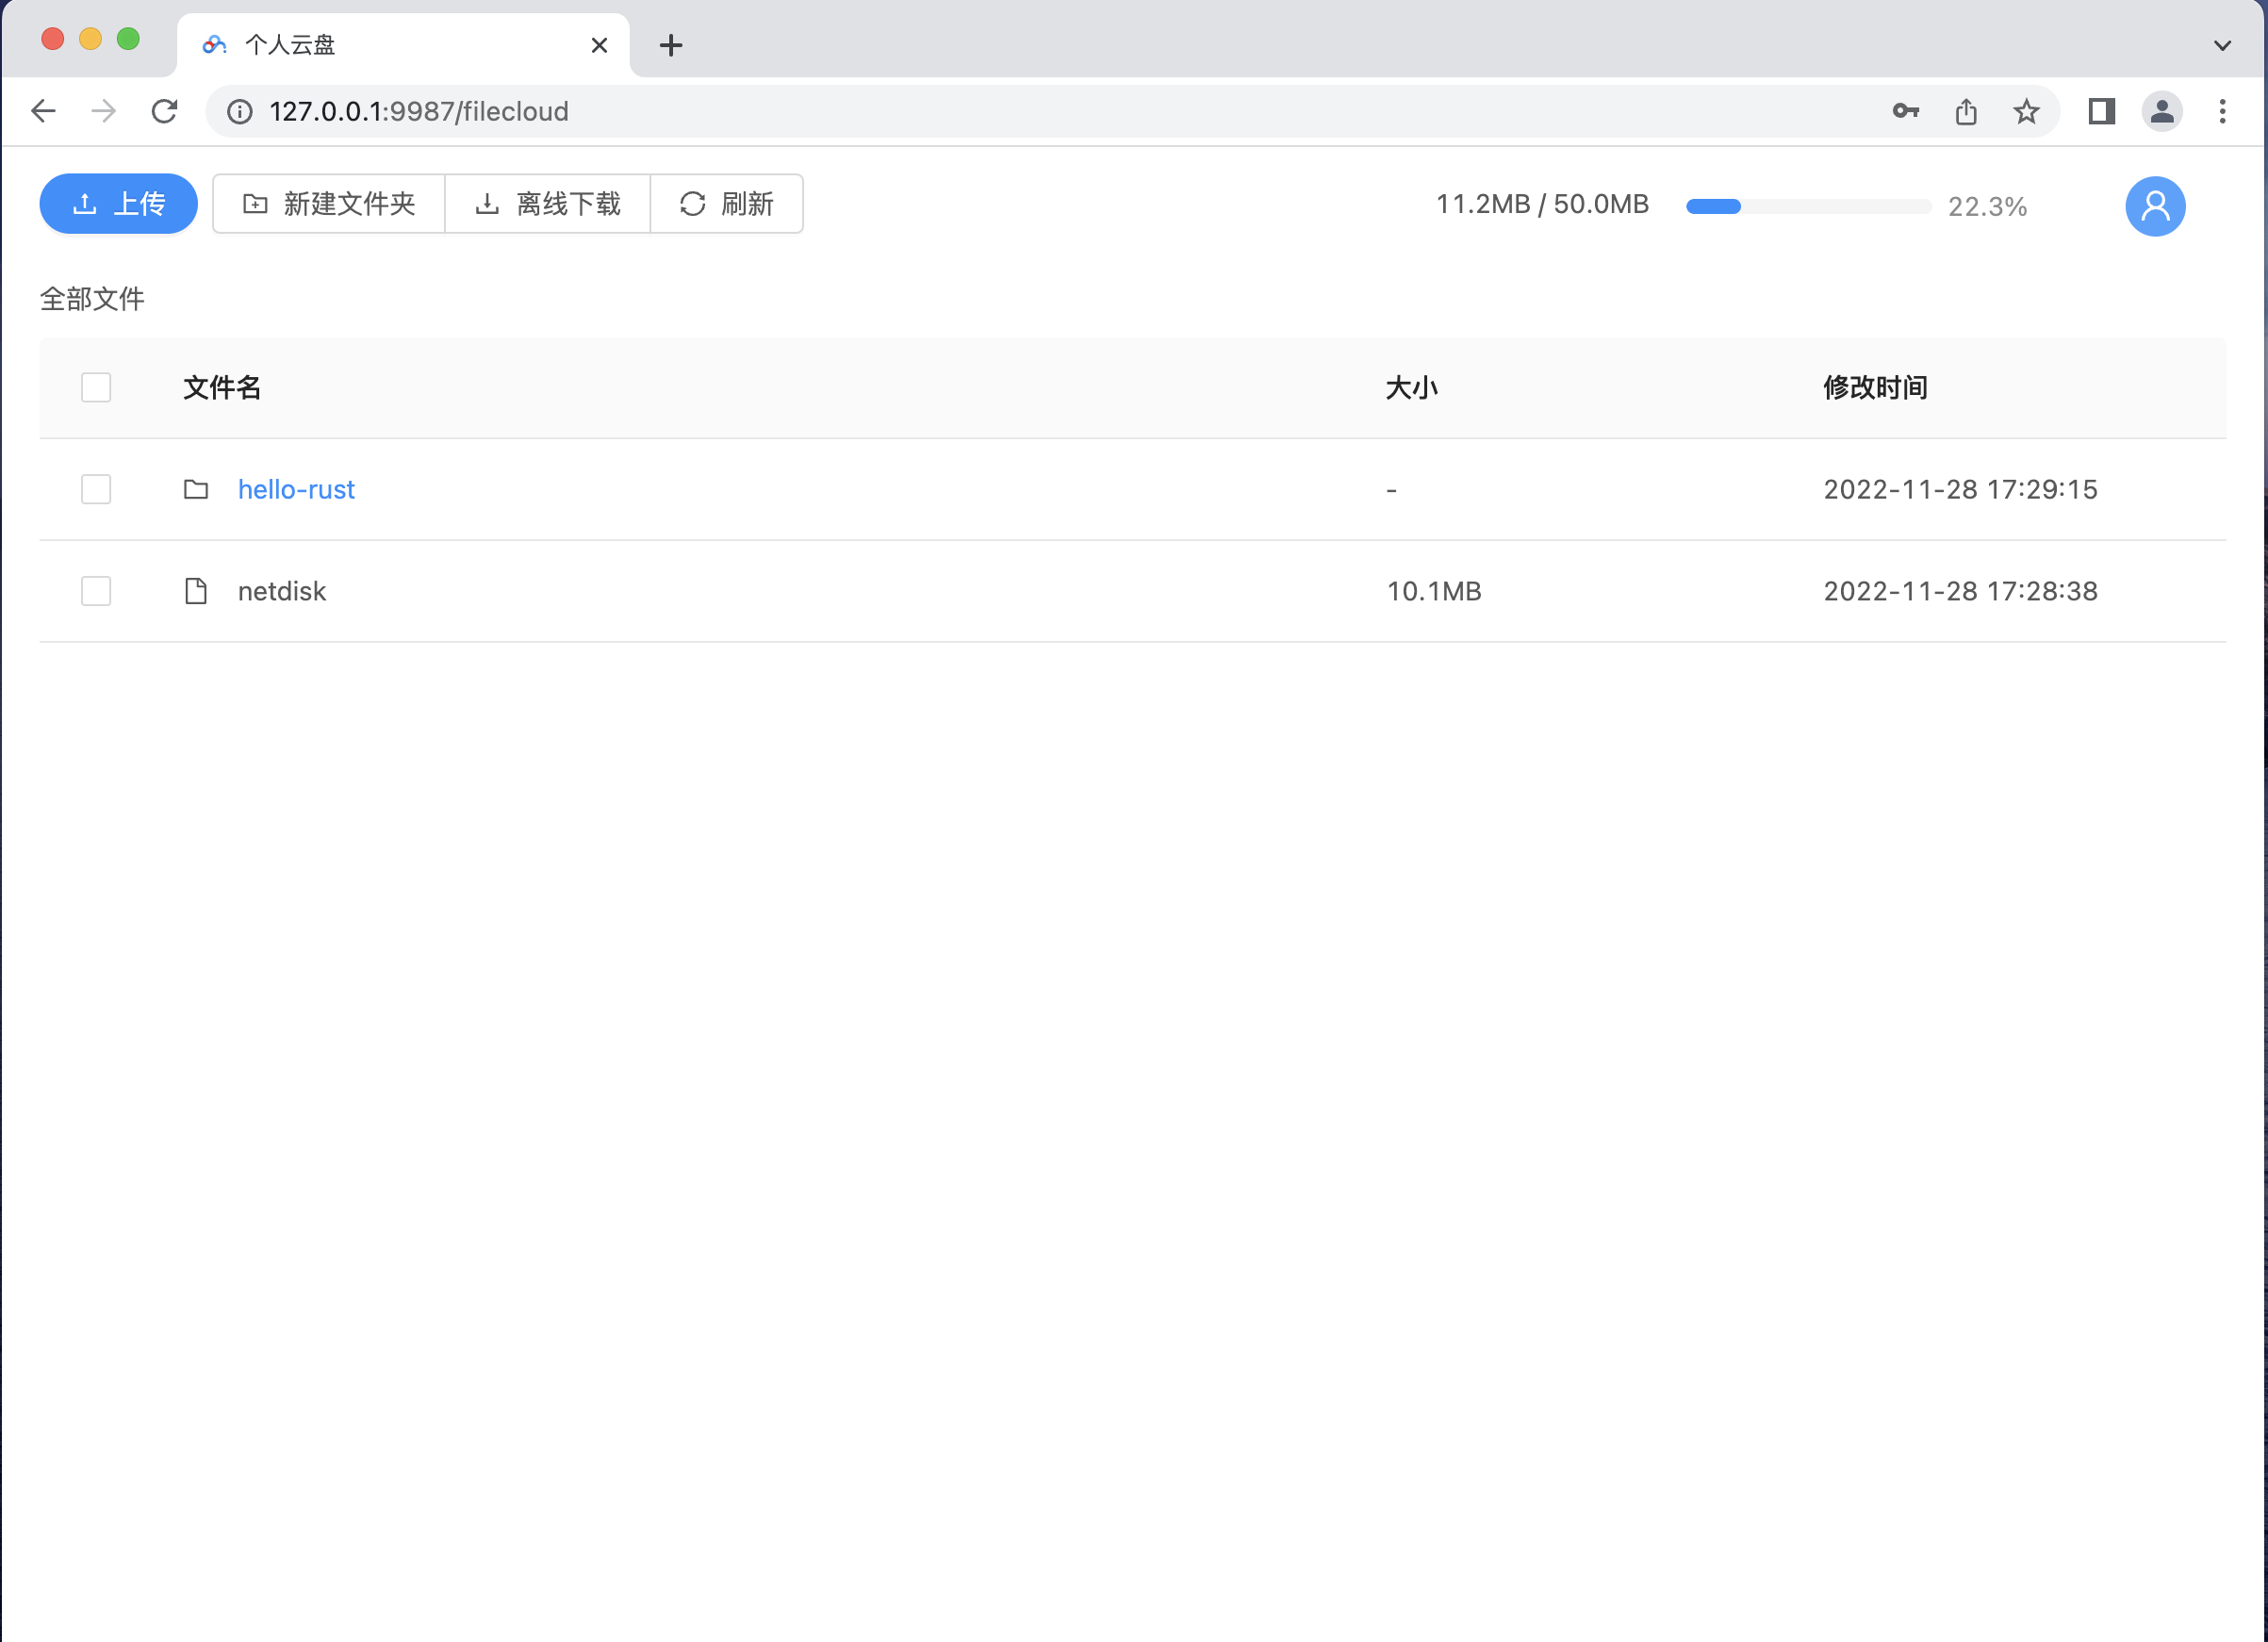 个人云盘
127.0.0.1:9987/filecloud
上传 新建文件夹 离线下载 刷新 11.2MB / 50.0MB 22.3%
全部文件
文件名 大小 修改时间
hello-rust - 2022-11-28 17:29:15
netdisk 10.1MB 2022-11-28 17:28:38